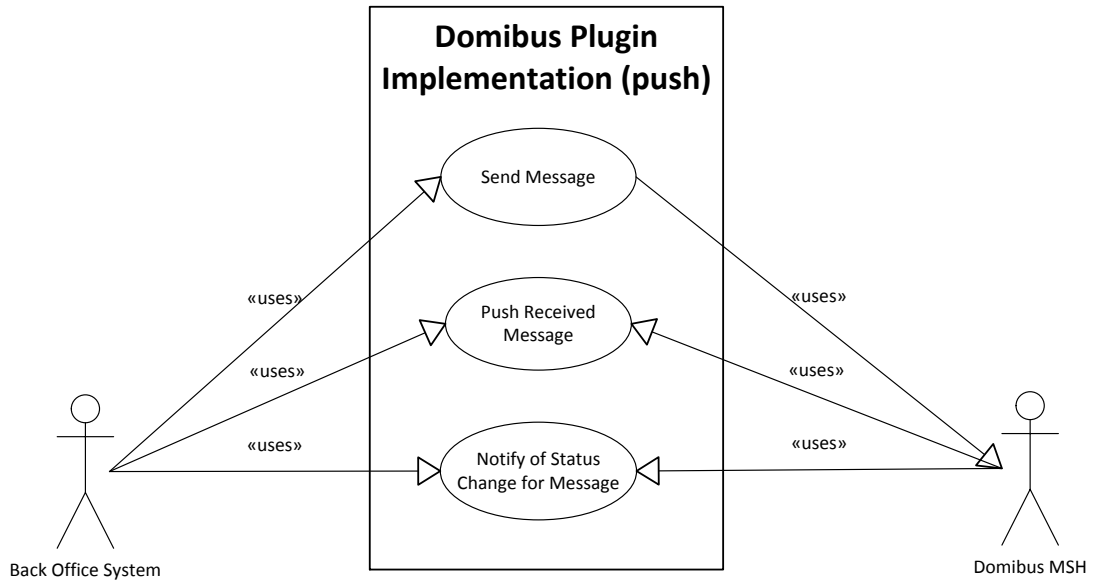 Domibus Plugin
Implementation (push)
Send Message
«uses»
«uses»
Push Received
Message
«uses»
«uses»
«uses»
«uses»
Notify of Status
Change for Message
Back Office System
Domibus MSH